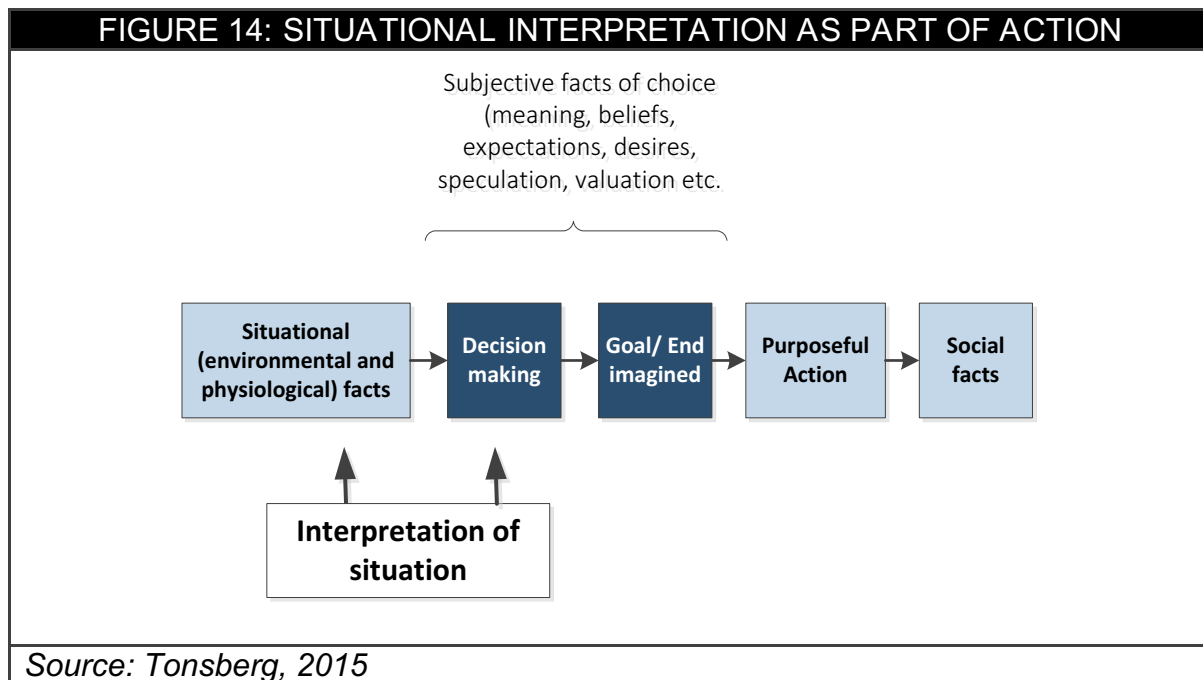 FIGURE 14: SITUATIONAL INTERPRETATION AS PART OF ACTION
Subjective facts of choice
(meaning, beliefs,
expectations, desires,
speculation, valuation etc.
Situational
(environmental and
physiological) facts
Decision
making
Goal/ End
imagined
Purposeful
Action
Social
facts
Interpretation of
situation
Source: Tonsberg, 2015